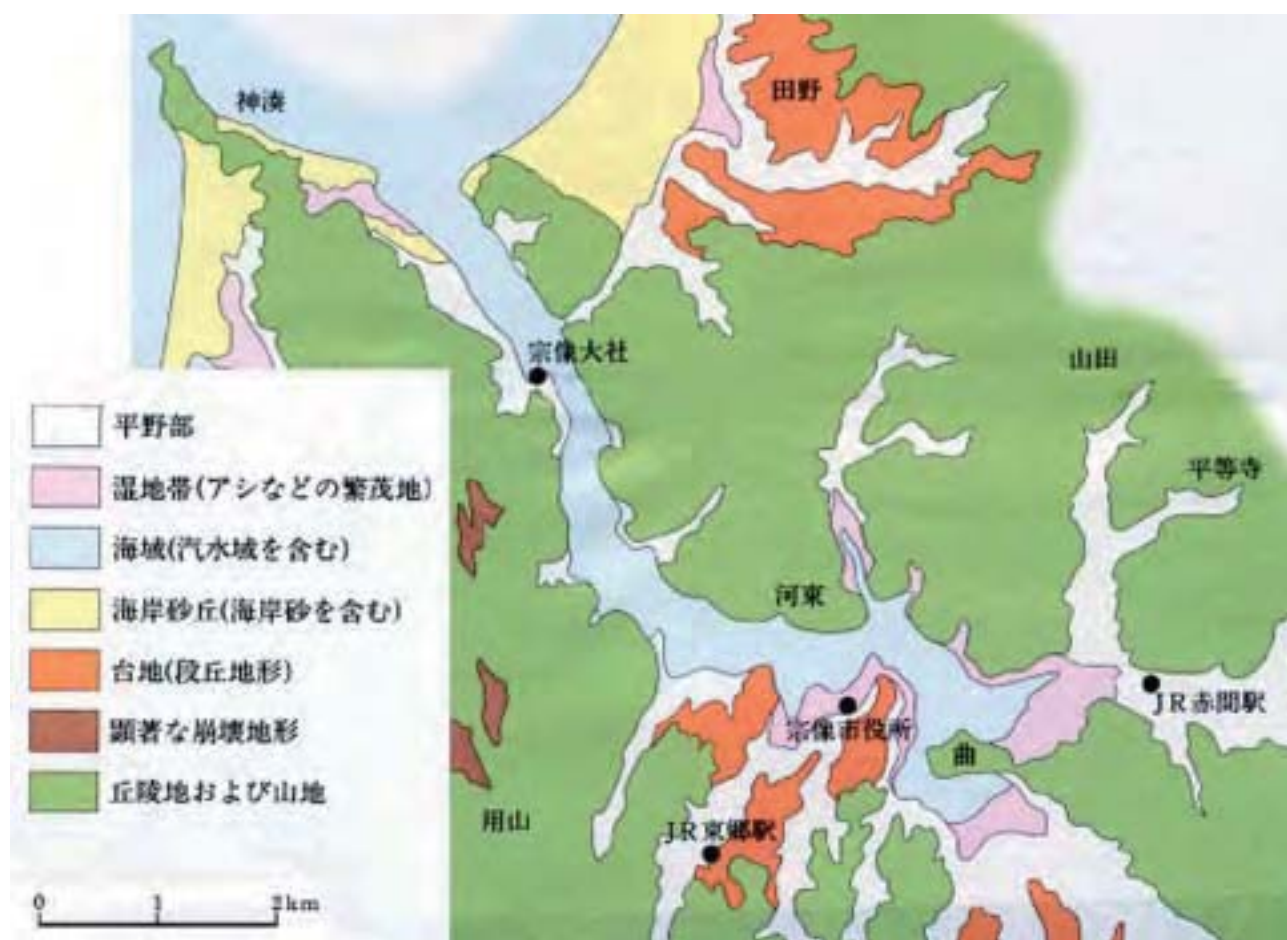 神湊
田野
宗像大社
山田
平等寺
河東
JR赤間駅
宗像市役所
曲
用山
JR東郷駅
平野部
湿地帯(アシなどの繁茂地)
海域(汽水域を含む)
海岸砂丘(海岸砂を含む)
台地(段丘地形)
顕著な崩壊地形
丘陵地および山地
0 1 2km